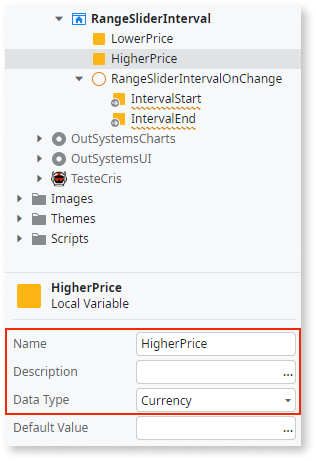 RangeSliderInterval
LowerPrice
HigherPrice
RangeSliderIntervalOnChange
IntervalStart
IntervalEnd
OutSystemsCharts
OutSystemsUI
TesteCris
Images
Themes
Scripts
HigherPrice
Local Variable
Name HigherPrice
Description ...
Data Type Currency
Default Value ...